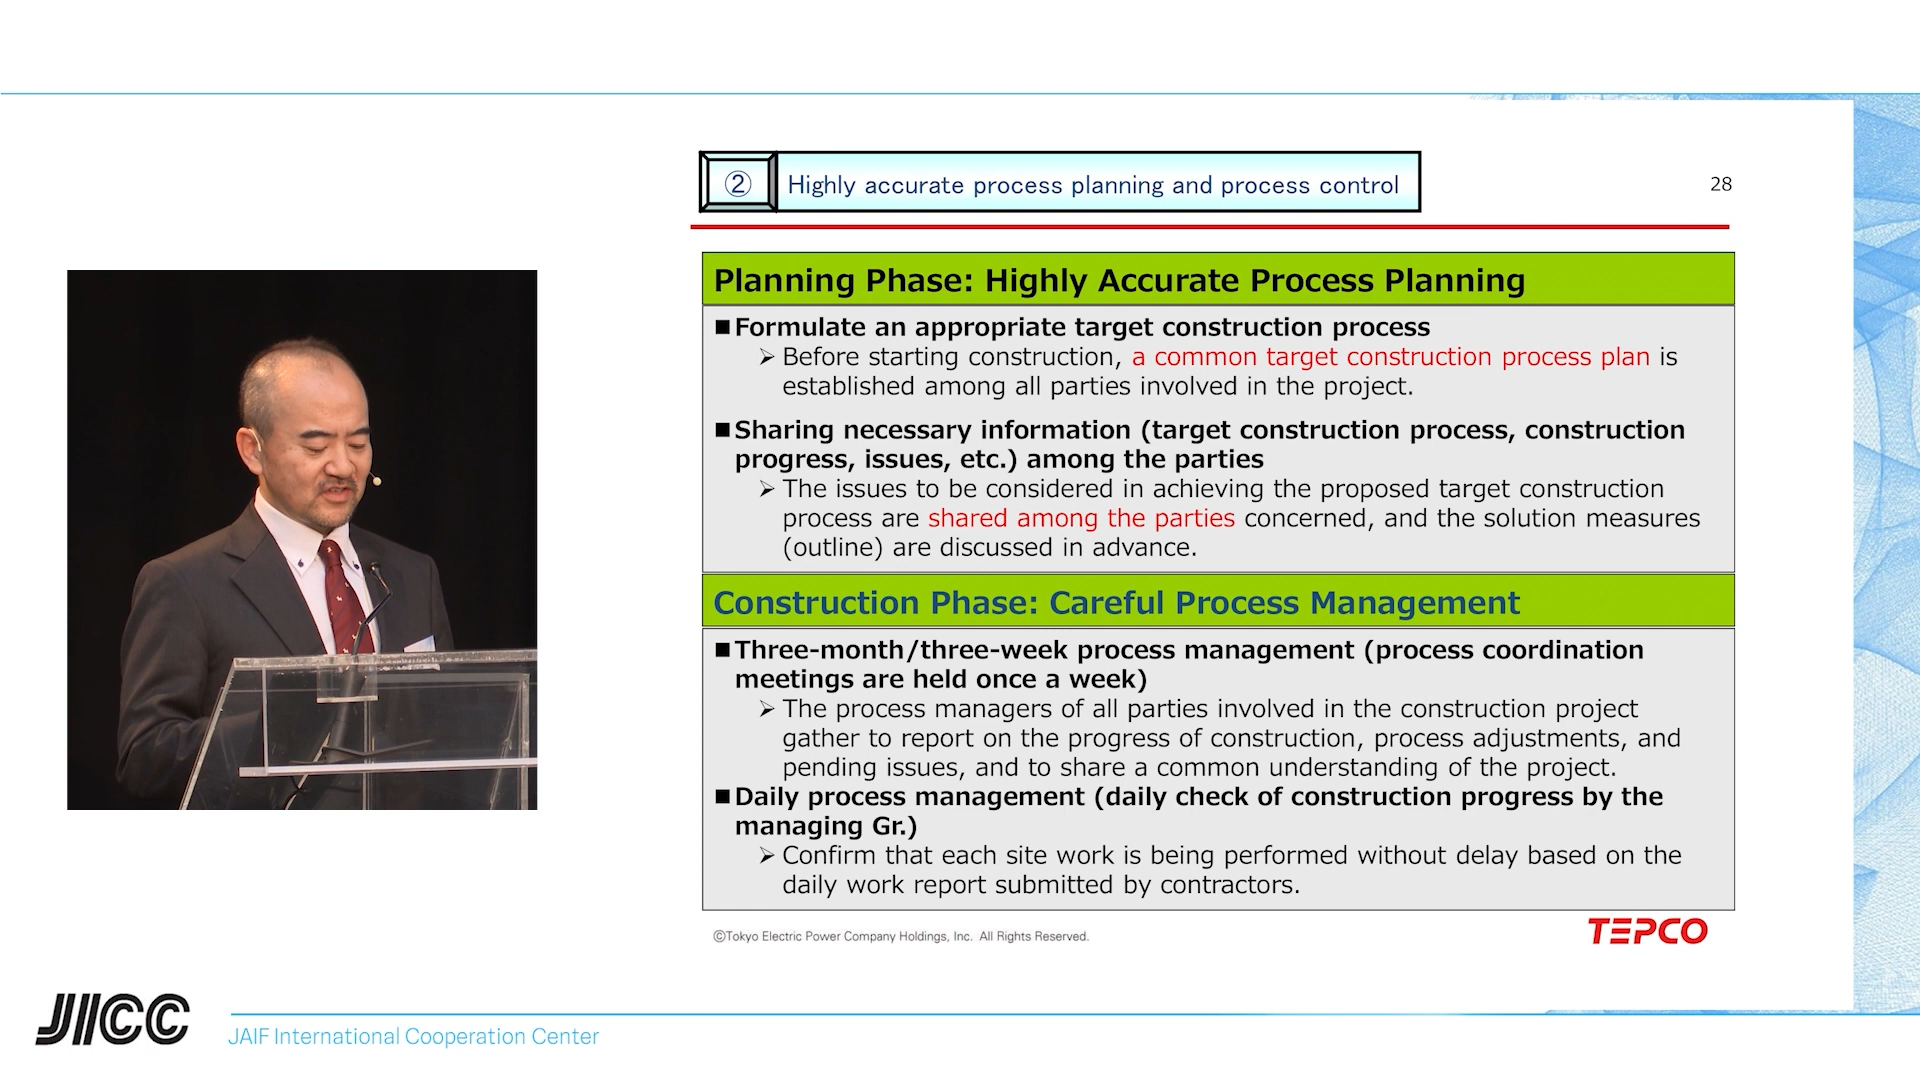 ② Highly accurate process planning and process control
28
Planning Phase: Highly Accurate Process Planning
■Formulate an appropriate target construction process
➢Before starting construction, a common target construction process plan is
established among all parties involved in the project.
■Sharing necessary information (target construction process, construction
progress, issues, etc.) among the parties
➢The issues to be considered in achieving the proposed target construction
process are shared among the parties concerned, and the solution measures
(outline) are discussed in advance.
Construction Phase: Careful Process Management
■Three-month/three-week process management (process coordination
meetings are held once a week)
➢The process managers of all parties involved in the construction project
gather to report on the progress of construction, process adjustments, and
pending issues, and to share a common understanding of the project.
■Daily process management (daily check of construction progress by the
managing Gr.)
➢Confirm that each site work is being performed without delay based on the
daily work report submitted by contractors.
©Tokyo Electric Power Company Holdings, Inc. All Rights Reserved.
TEPCO
JICC
JAIF International Cooperation Center